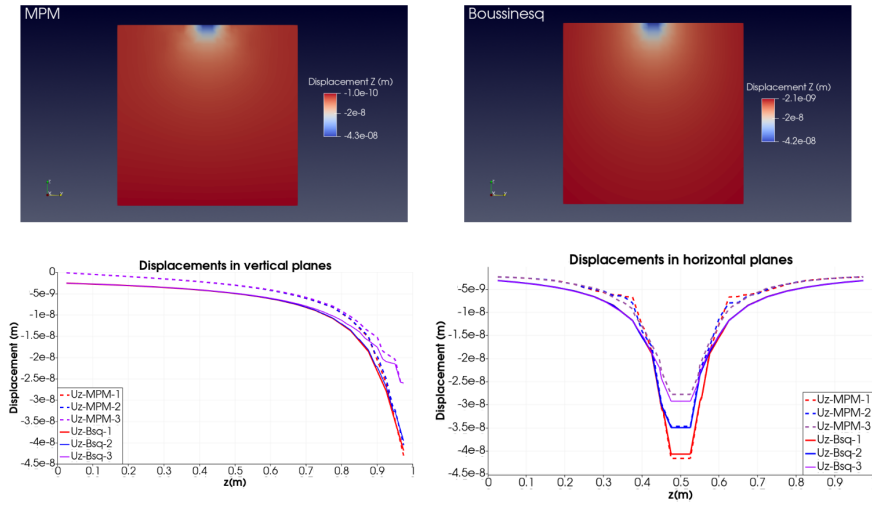 MPM
Displacement Z (m)
-1.0e-10
-2e-8
-4.3e-08
Boussinesq
Displacement Z (m)
-2.1e-09
-2e-8
-4.2e-08
Displacements in vertical planes
Displacement (m)
0
-5e-9
-1e-8
-1.5e-8
-2e-8
-2.5e-8
-3e-8
-3.5e-8
-4e-8
-4.5e-8
Uz-MPM-1
Uz-MPM-2
Uz-MPM-3
Uz-Bsq-1
Uz-Bsq-2
Uz-Bsq-3
0 0.1 0.2 0.3 0.4 0.5 0.6 0.7 0.8 0.9 1
z(m)
Displacements in horizontal planes
Displacement (m)
-5e-9
-1e-8
-1.5e-8
-2e-8
-2.5e-8
-3e-8
-3.5e-8
-4e-8
-4.5e-8
Uz-MPM-1
Uz-MPM-2
Uz-MPM-3
Uz-Bsq-1
Uz-Bsq-2
Uz-Bsq-3
0 0.1 0.2 0.3 0.4 0.5 0.6 0.7 0.8 0.9
z(m)